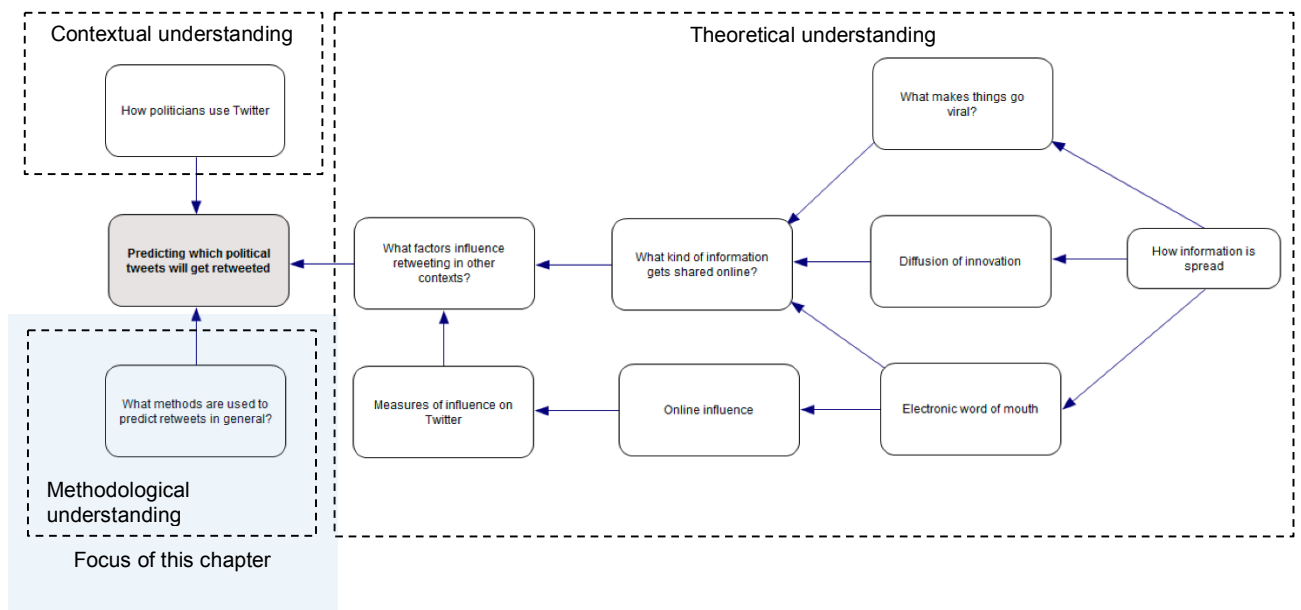 Contextual understanding
How politicians use Twitter
Predicting which political
tweets will get retweeted
What methods are used to
predict retweets in general?
Methodological
understanding
Focus of this chapter
Theoretical understanding
What makes things go
viral?
What factors influence
retweeting in other
contexts?
What kind of information
gets shared online?
Diffusion of innovation
How information is
spread
Measures of influence on
Twitter
Online influence
Electronic word of mouth